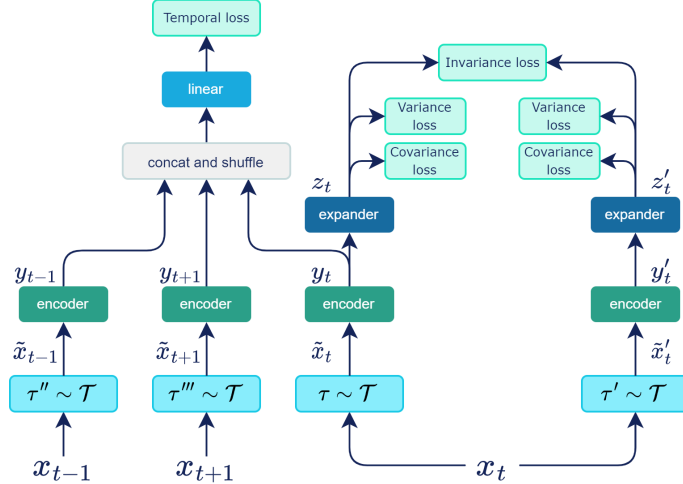 Temporal loss
Invariance loss
linear
Variance
loss
Variance
loss
concat and shuffle
Covariance
loss
Covariance
loss
z_t
z'_t
expander
expander
y_{t-1}
y_{t+1}
y_t
y'_t
encoder
encoder
encoder
encoder
x̃_{t-1}
x̃_{t+1}
x̃_t
x̃'_t
τ'' ∼ 𝒯
τ''' ∼ 𝒯
τ ∼ 𝒯
τ' ∼ 𝒯
x_{t-1}
x_{t+1}
x_t